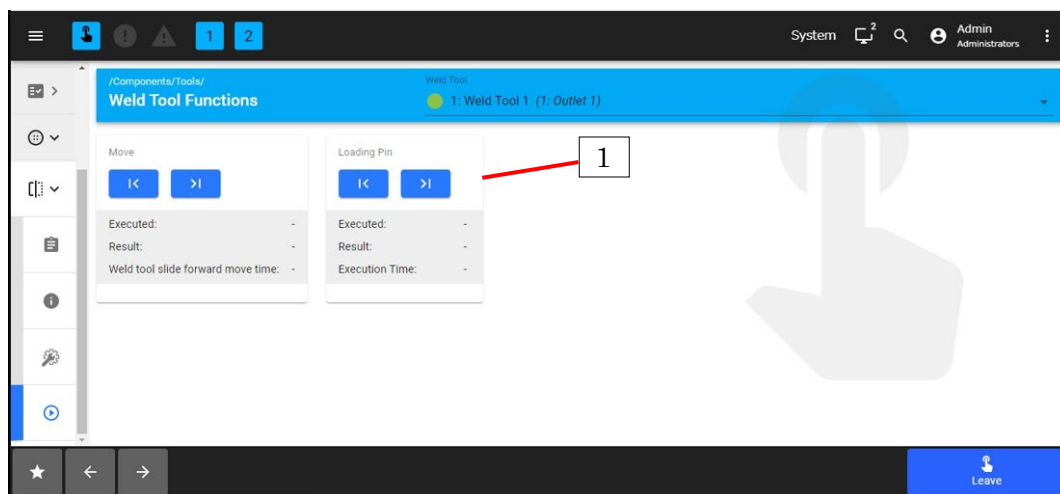 1
2
System
2
Admin
Administrators
/Components/Tools/
Weld Tool Functions
Weld Tool
1: Weld Tool 1 (1: Outlet 1)
Move
Executed: -
Result: -
Weld tool slide forward move time: -
Loading Pin
Executed: -
Result: -
Execution Time: -
1
Leave